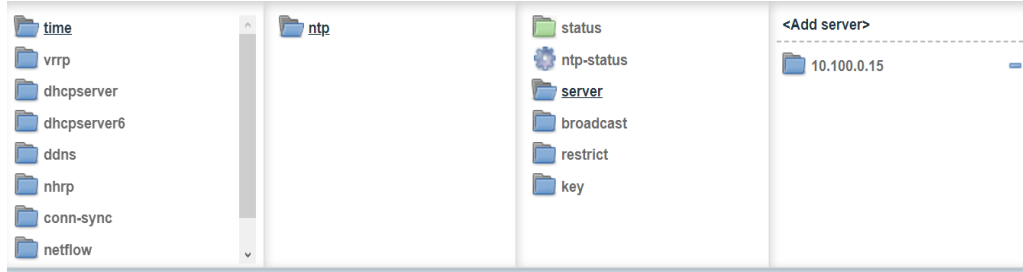 time
vrrp
dhcpserver
dhcpserver6
ddns
nhrp
conn-sync
netflow
ntp
status
ntp-status
server
broadcast
restrict
key
<Add server>
10.100.0.15